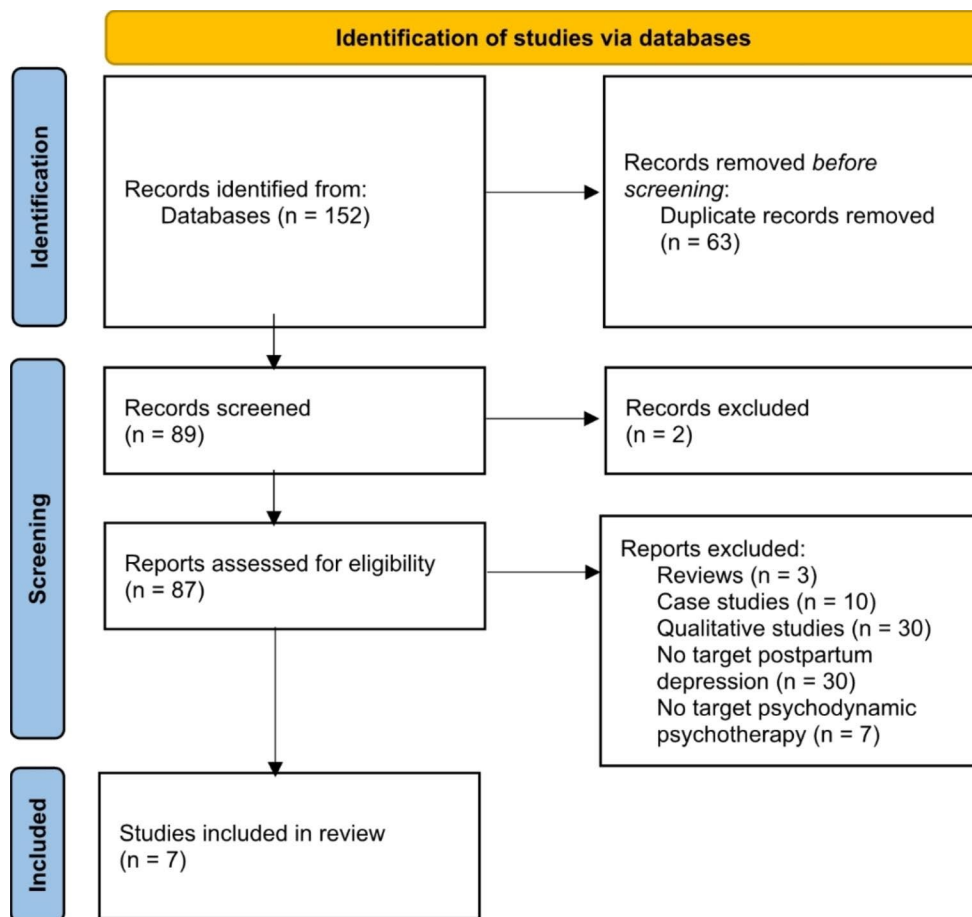 Identification of studies via databases
Identification
Records identified from:
Databases (n = 152)
Records removed before
screening:
Duplicate records removed
(n = 63)
Screening
Records screened
(n = 89)
Records excluded
(n = 2)
Reports assessed for eligibility
(n = 87)
Reports excluded:
Reviews (n = 3)
Case studies (n = 10)
Qualitative studies (n = 30)
No target postpartum
depression (n = 30)
No target psychodynamic
psychotherapy (n = 7)
Included
Studies included in review
(n = 7)